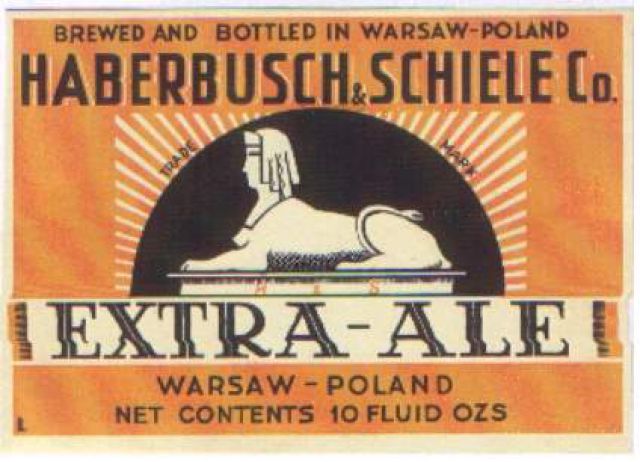 BREWED AND BOTTLED IN WARSAW-POLAND
HABERBUSCH & SCHIELE Co.
TRADE MARK
H & S
EXTRA-ALE
WARSAW - POLAND
NET CONTENTS 10 FLUID OZS
L